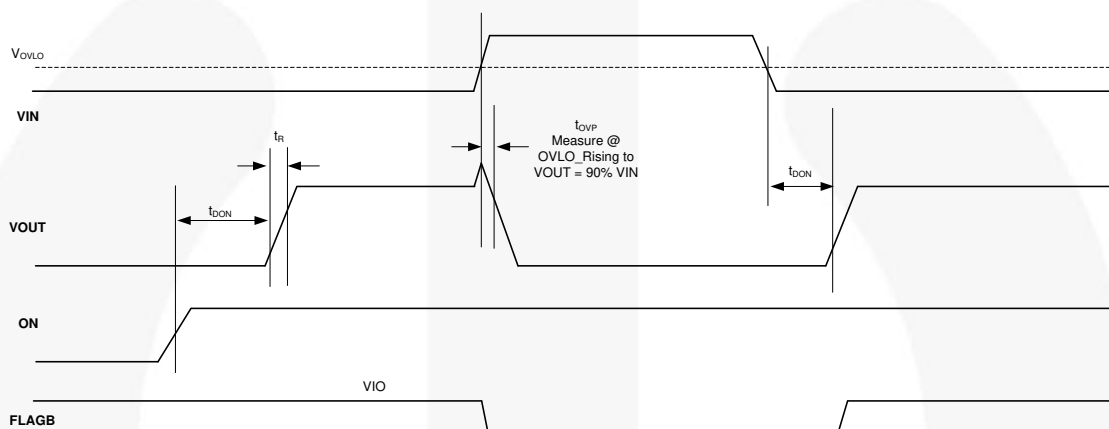 VOVLO
VIN
tR
tOVP
Measure @
OVLO_Rising to
VOUT = 90% VIN
tDON
tDON
VOUT
ON
VIO
FLAGB